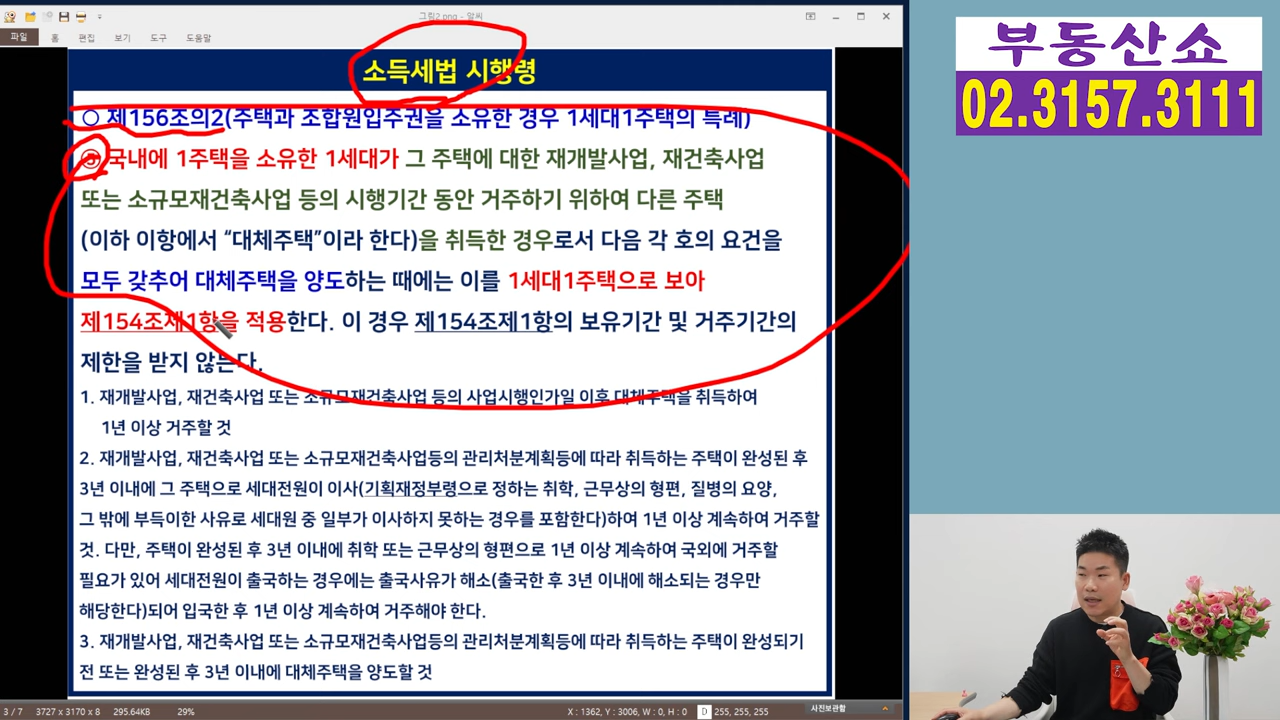 그림2.png - 알씨
파일 홈 편집 보기 도구 도움말
소득세법 시행령
○ 제156조의2(주택과 조합원입주권을 소유한 경우 1세대1주택의 특례)
국내에 1주택을 소유한 1세대가 그 주택에 대한 재개발사업, 재건축사업
또는 소규모재건축사업 등의 시행기간 동안 거주하기 위하여 다른 주택
(이하 이항에서 “대체주택”이라 한다)을 취득한 경우로서 다음 각 호의 요건을
모두 갖추어 대체주택을 양도하는 때에는 이를 1세대1주택으로 보아
제154조제1항을 적용한다. 이 경우 제154조제1항의 보유기간 및 거주기간의
제한을 받지 않는다.
1. 재개발사업, 재건축사업 또는 소규모재건축사업 등의 사업시행인가일 이후 대체주택을 취득하여
1년 이상 거주할 것
2. 재개발사업, 재건축사업 또는 소규모재건축사업등의 관리처분계획등에 따라 취득하는 주택이 완성된 후
3년 이내에 그 주택으로 세대전원이 이사(기획재정부령으로 정하는 취학, 근무상의 형편, 질병의 요양,
그 밖에 부득이한 사유로 세대원 중 일부가 이사하지 못하는 경우를 포함한다)하여 1년 이상 계속하여 거주할
것. 다만, 주택이 완성된 후 3년 이내에 취학 또는 근무상의 형편으로 1년 이상 계속하여 국외에 거주할
필요가 있어 세대전원이 출국하는 경우에는 출국사유가 해소(출국한 후 3년 이내에 해소되는 경우만
해당한다)되어 입국한 후 1년 이상 계속하여 거주해야 한다.
3. 재개발사업, 재건축사업 또는 소규모재건축사업등의 관리처분계획등에 따라 취득하는 주택이 완성되기
전 또는 완성된 후 3년 이내에 대체주택을 양도할 것
3 / 7 3727 x 3170 x 8 295.64KB 29% X : 1362, Y : 3006, W : 0, H : 0 D 255, 255, 255 사진보관함
부동산쇼
02.3157.3111